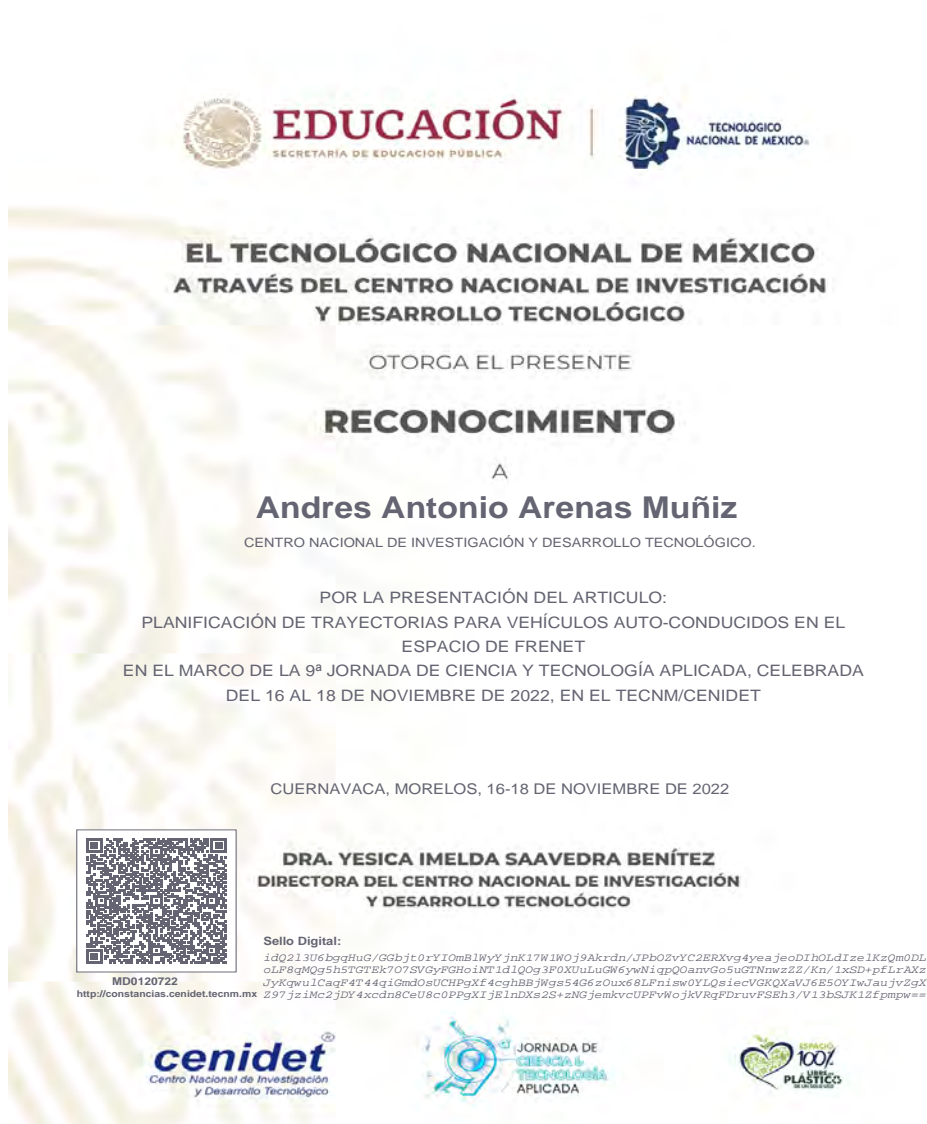 EDUCACIÓN
SECRETARÍA DE EDUCACIÓN PÚBLICA
TECNOLÓGICO
NACIONAL DE MÉXICO®
EL TECNOLÓGICO NACIONAL DE MÉXICO
A TRAVÉS DEL CENTRO NACIONAL DE INVESTIGACIÓN
Y DESARROLLO TECNOLÓGICO
OTORGA EL PRESENTE
RECONOCIMIENTO
A
Andres Antonio Arenas Muñiz
CENTRO NACIONAL DE INVESTIGACIÓN Y DESARROLLO TECNOLÓGICO.
POR LA PRESENTACIÓN DEL ARTICULO:
PLANIFICACIÓN DE TRAYECTORIAS PARA VEHÍCULOS AUTO-CONDUCIDOS EN EL
ESPACIO DE FRENET
EN EL MARCO DE LA 9ª JORNADA DE CIENCIA Y TECNOLOGÍA APLICADA, CELEBRADA
DEL 16 AL 18 DE NOVIEMBRE DE 2022, EN EL TECNM/CENIDET
CUERNAVACA, MORELOS, 16-18 DE NOVIEMBRE DE 2022
DRA. YESICA IMELDA SAAVEDRA BENÍTEZ
DIRECTORA DEL CENTRO NACIONAL DE INVESTIGACIÓN
Y DESARROLLO TECNOLÓGICO
Sello Digital:
MD0120722
http://constancias.cenidet.tecnm.mx
cenidet®
Centro Nacional de Investigación
y Desarrollo Tecnológico
JORNADA DE
CIENCIA &
TECNOLOGÍA
APLICADA
ESPACIO
100%
LIBRE DE
PLÁSTICOS